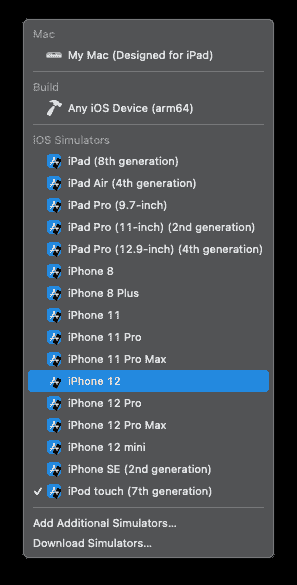 Mac
My Mac (Designed for iPad)
Build
Any iOS Device (arm64)
iOS Simulators
iPad (8th generation)
iPad Air (4th generation)
iPad Pro (9.7-inch)
iPad Pro (11-inch) (2nd generation)
iPad Pro (12.9-inch) (4th generation)
iPhone 8
iPhone 8 Plus
iPhone 11
iPhone 11 Pro
iPhone 11 Pro Max
iPhone 12
iPhone 12 Pro
iPhone 12 Pro Max
iPhone 12 mini
iPhone SE (2nd generation)
iPod touch (7th generation)
Add Additional Simulators...
Download Simulators...